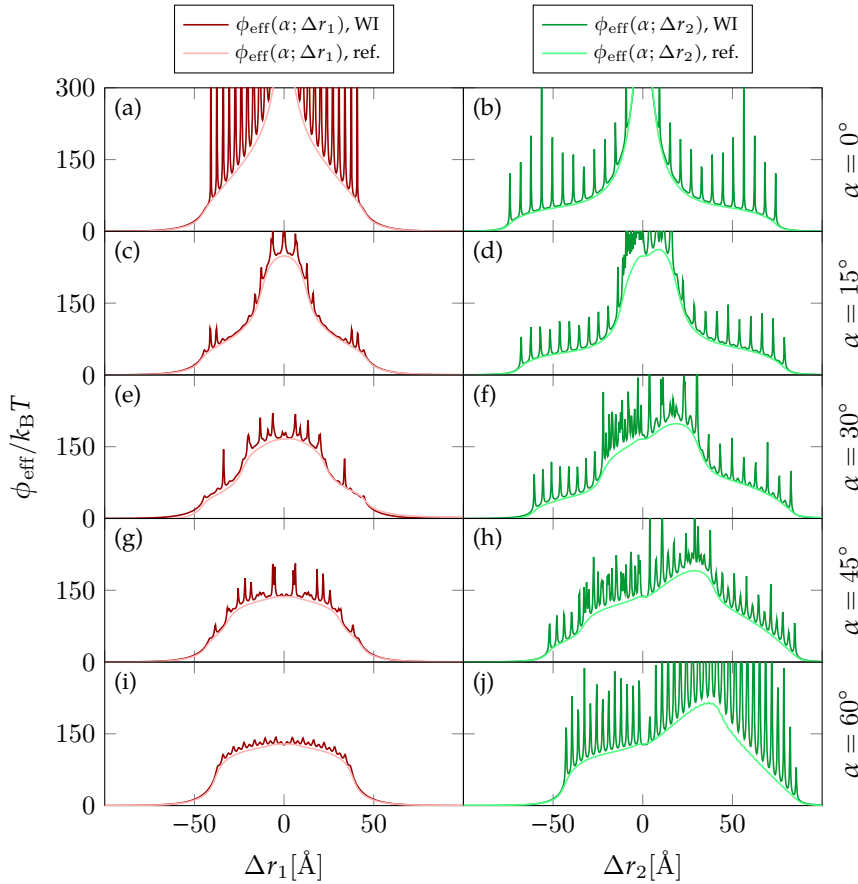 ϕeff(α; Δr1), WI
ϕeff(α; Δr1), ref.
ϕeff(α; Δr2), WI
ϕeff(α; Δr2), ref.
300
150
0
(a)
(b)
α = 0°
150
0
(c)
(d)
α = 15°
150
0
(e)
(f)
α = 30°
ϕeff/kBT
150
0
(g)
(h)
α = 45°
150
0
(i)
(j)
α = 60°
−50
0
50
−50
0
50
Δr1[Å]
Δr2[Å]